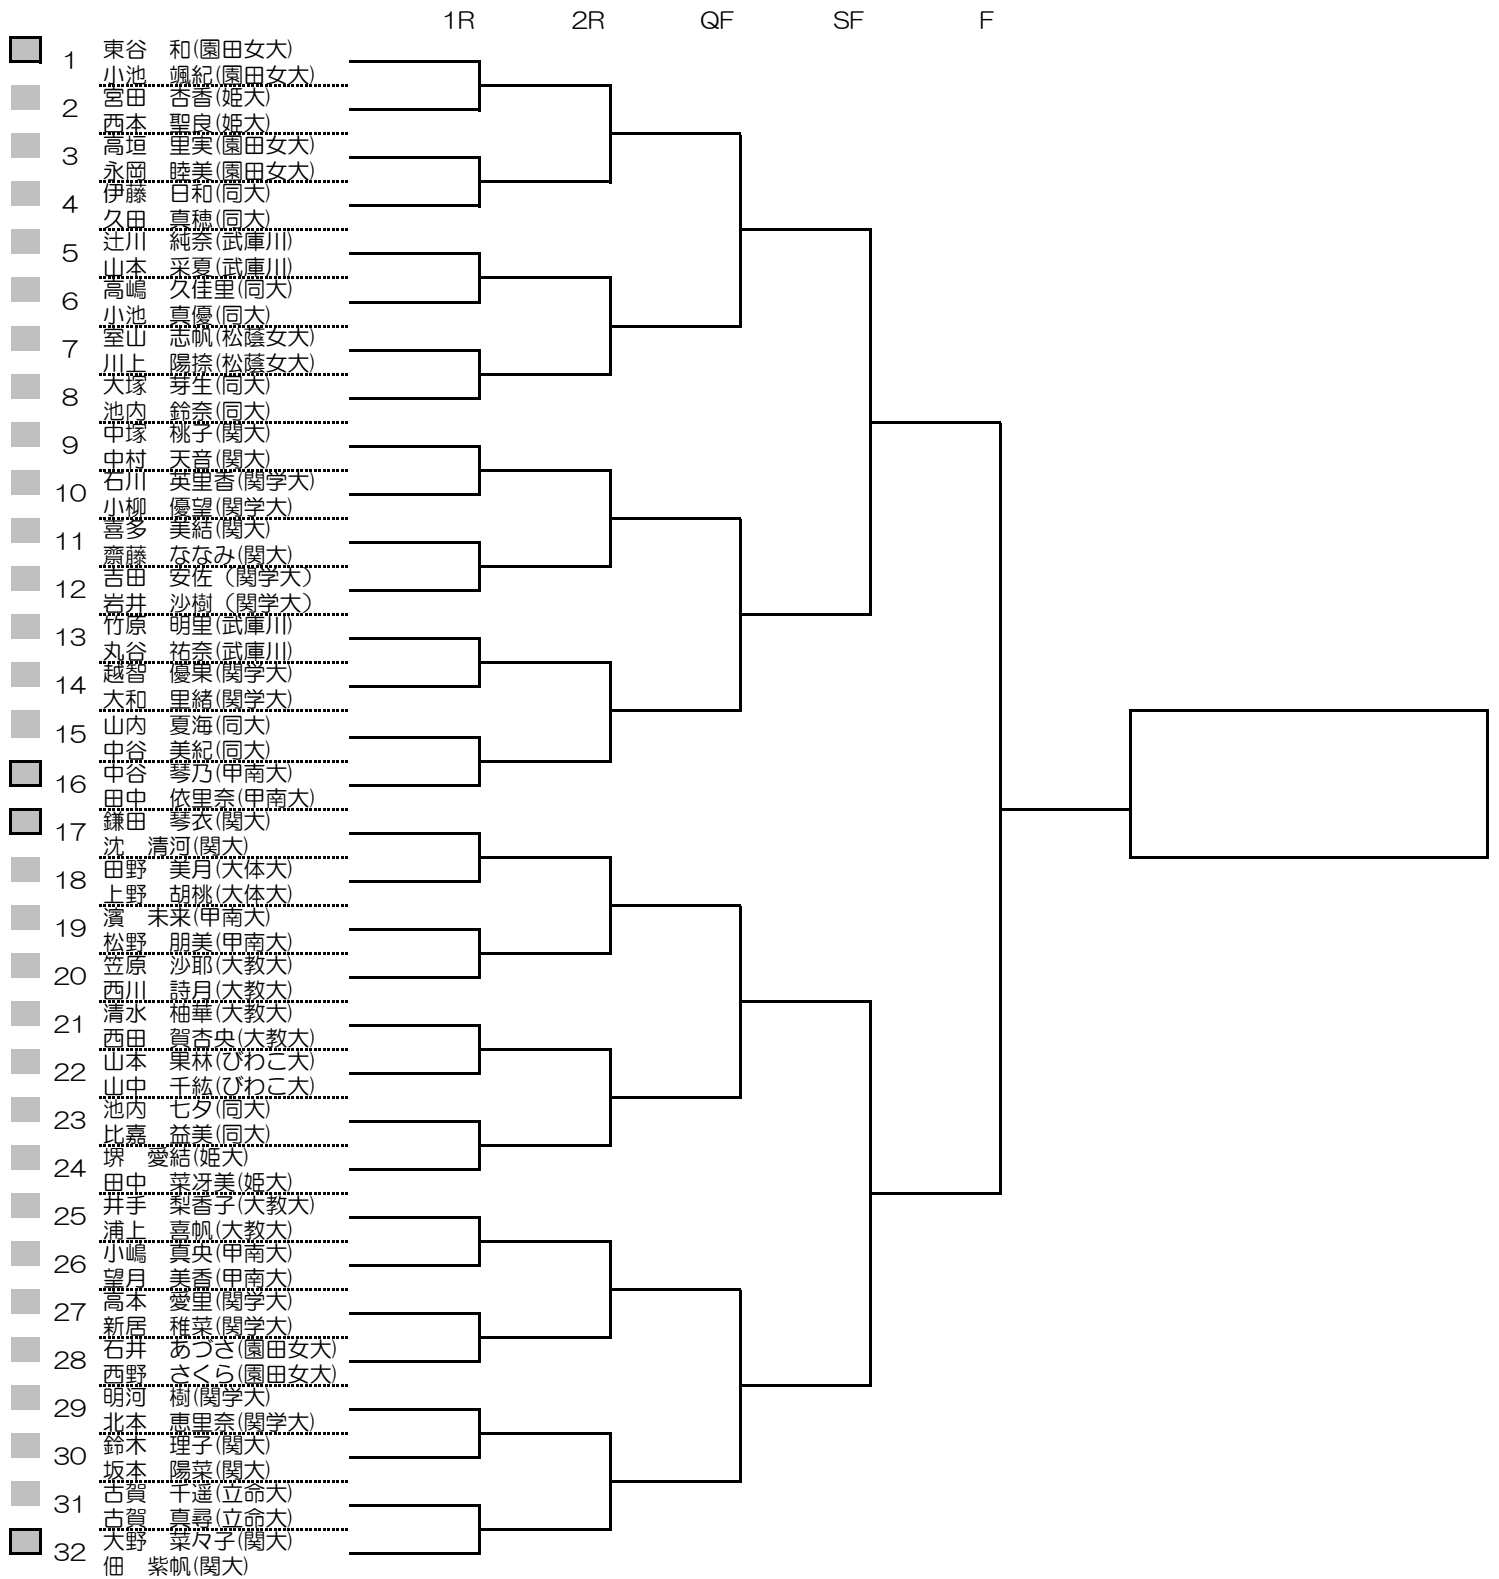 1R 2R QF SF F
1 東谷　和(園田女大)
小池　颯紀(園田女大)
2 宮田　杏香(姫大)
西本　聖良(姫大)
3 高垣　里実(園田女大)
永岡　睦美(園田女大)
4 伊藤　日和(同大)
久田　真穂(同大)
5 辻川　純奈(武庫川)
山本　采夏(武庫川)
6 高嶋　久佳里(同大)
小池　真優(同大)
7 室山　志帆(松蔭女大)
川上　陽捺(松蔭女大)
8 大塚　芽生(同大)
池内　鈴奈(同大)
9 中塚　桃子(関大)
中村　天音(関大)
10 石川　英里香(関学大)
小柳　優望(関学大)
11 喜多　美結(関大)
齋藤　ななみ(関大)
12 吉田　安佐（関学大）
岩井　沙樹（関学大）
13 竹原　明里(武庫川)
丸谷　祐奈(武庫川)
14 越智　優果(関学大)
大和　里緒(関学大)
15 山内　夏海(同大)
中谷　美紀(同大)
16 中谷　琴乃(甲南大)
田中　依里奈(甲南大)
17 鎌田　琴衣(関大)
沈　清河(関大)
18 田野　美月(大体大)
上野　胡桃(大体大)
19 濱　未来(甲南大)
松野　朋美(甲南大)
20 笠原　沙耶(大教大)
西川　詩月(大教大)
21 清水　柚華(大教大)
西田　賀杏央(大教大)
22 山本　果林(びわこ大)
山中　千紘(びわこ大)
23 池内　七夕(同大)
比嘉　益美(同大)
24 堺　愛結(姫大)
田中　菜冴美(姫大)
25 井手　梨香子(大教大)
浦上　喜帆(大教大)
26 小嶋　真央(甲南大)
望月　美香(甲南大)
27 高本　愛里(関学大)
新居　稚菜(関学大)
28 石井　あづさ(園田女大)
西野　さくら(園田女大)
29 明河　樹(関学大)
北本　恵里奈(関学大)
30 鈴木　理子(関大)
坂本　陽菜(関大)
31 古賀　千遥(立命大)
古賀　真尋(立命大)
32 大野　菜々子(関大)
佃　紫帆(関大)